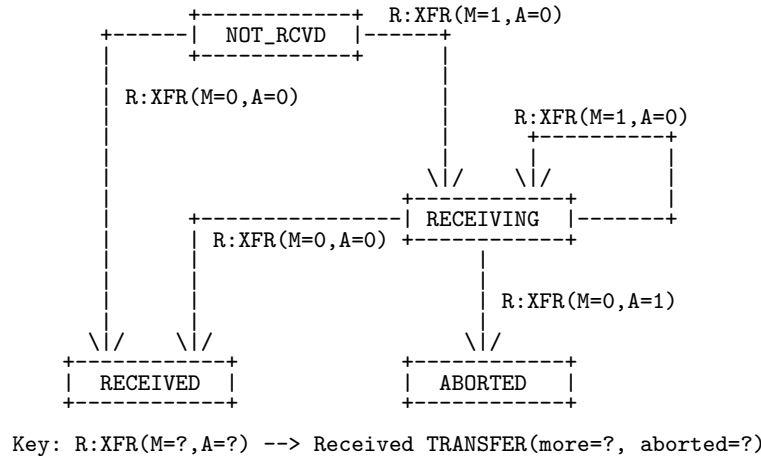 R:XFR(M=1,A=0)
NOT_RCVD
R:XFR(M=0,A=0)
R:XFR(M=1,A=0)
RECEIVING
R:XFR(M=0,A=0)
R:XFR(M=0,A=1)
RECEIVED
ABORTED
Key: R:XFR(M=?,A=?) --> Received TRANSFER(more=?, aborted=?)